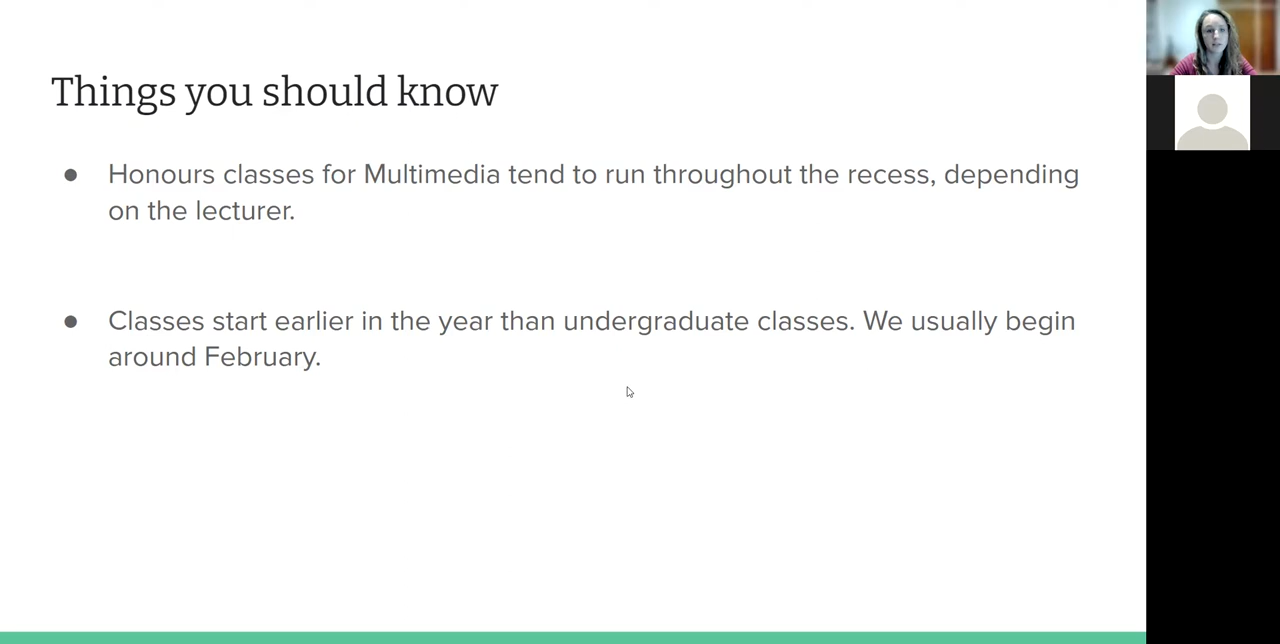 Things you should know
● Honours classes for Multimedia tend to run throughout the recess, depending
on the lecturer.
● Classes start earlier in the year than undergraduate classes. We usually begin
around February.